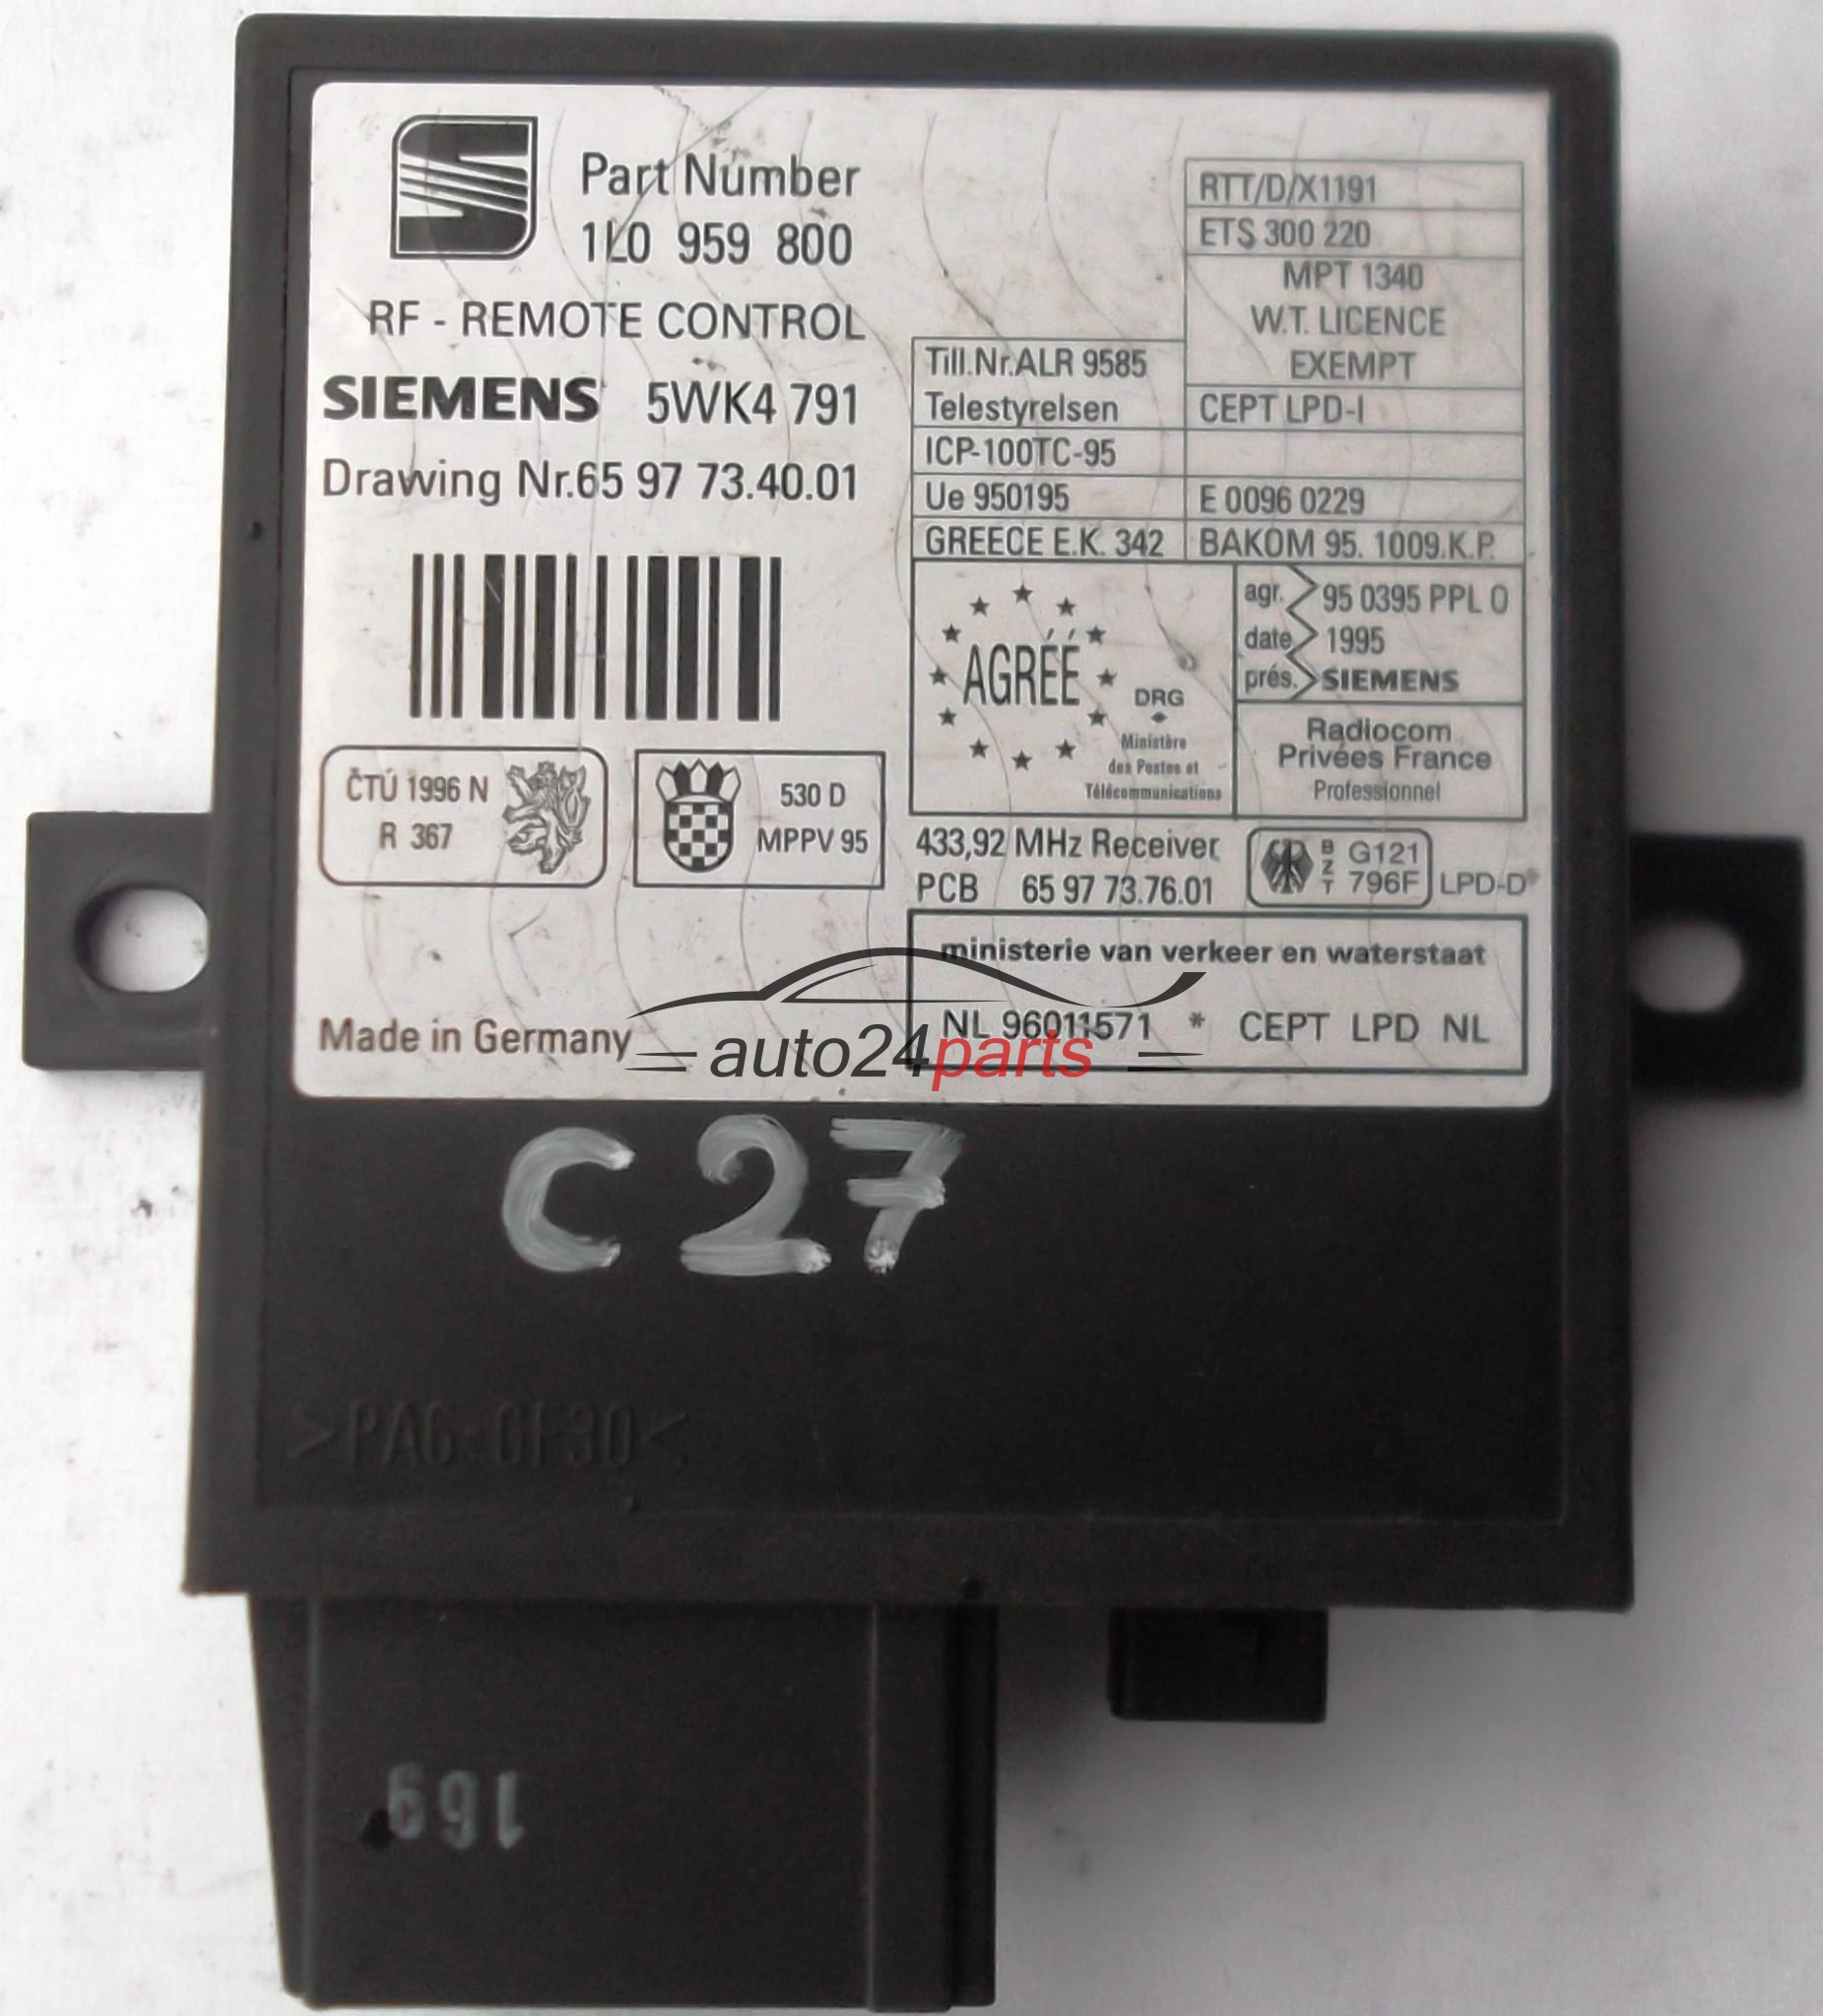 Part Number
1L0 959 800
RF - REMOTE CONTROL
SIEMENS 5WK4 791
Drawing Nr.65 97 73.40.01
ČTÚ 1996 N
R 367
530 D
MPPV 95
Made in Germany
RTT/D/X1191
ETS 300 220
MPT 1340
W.T. LICENCE
EXEMPT
Till.Nr.ALR 9585
Telestyrelsen
CEPT LPD-I
ICP-100TC-95
Ue 950195
E 0096 0229
GREECE E.K. 342
BAKOM 95. 1009.K.P.
AGRÉÉ
DRG
Ministère
des Postes et
Télécommunications
agr. 95 0395 PPL 0
date 1995
prés. SIEMENS
Radiocom
Privées France
Professionnel
433,92 MHz Receiver
PCB 65 97 73.76.01
BZT
G121
796F
LPD-D*
ministerie van verkeer en waterstaat
NL 96011571 * CEPT LPD NL
auto24parts
C27
>PA6-GF30<
169